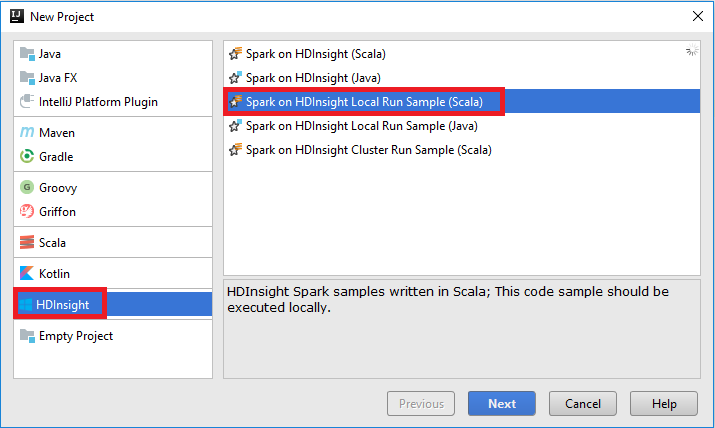 New Project
Java
Java FX
IntelliJ Platform Plugin
Maven
Gradle
Groovy
Griffon
Scala
Kotlin
HDInsight
Empty Project
Spark on HDInsight (Scala)
Spark on HDInsight (Java)
Spark on HDInsight Local Run Sample (Scala)
Spark on HDInsight Local Run Sample (Java)
Spark on HDInsight Cluster Run Sample (Scala)
HDInsight Spark samples written in Scala; This code sample should be
executed locally.
Previous
Next
Cancel
Help